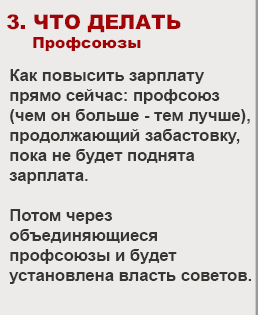 3. ЧТО ДЕЛАТЬ
Профсоюзы
Как повысить зарплату
прямо сейчас: профсоюз
(чем он больше - тем лучше),
продолжающий забастовку,
пока не будет поднята
зарплата.
Потом через
объединяющиеся
профсоюзы и будет
установлена власть советов.